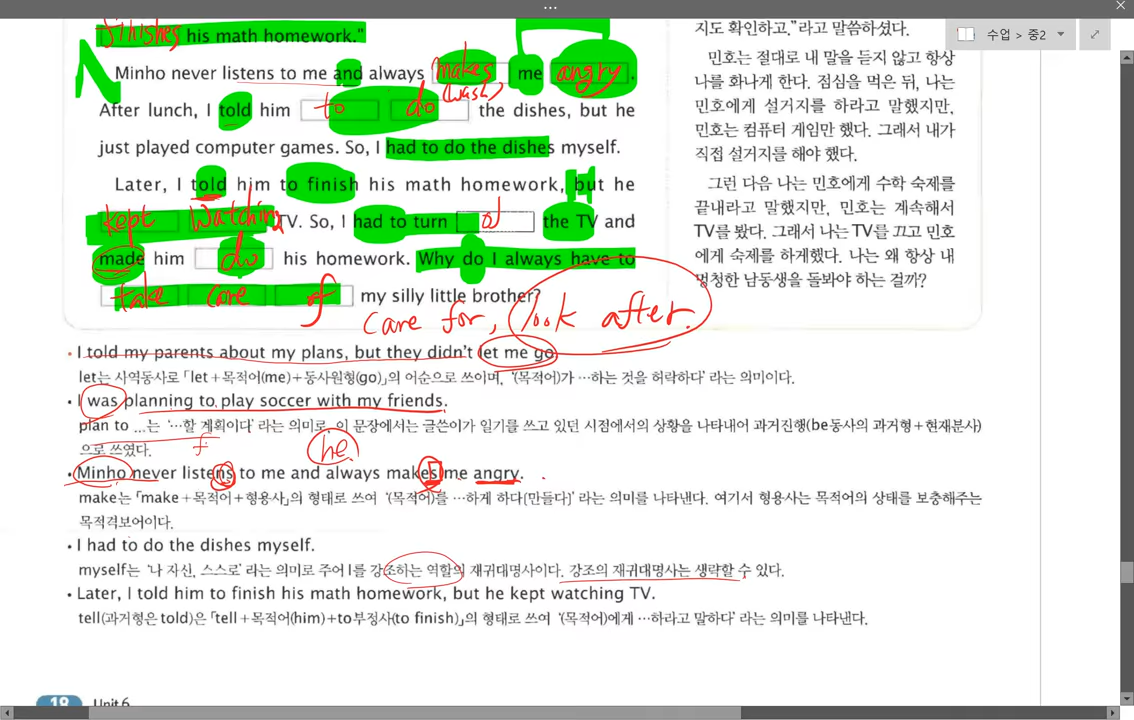 finishes his math homework."
지도 확인하고."라고 말씀하셨다.
수업 > 중2
Minho never listens to me and always makes me angry.
(wash)
After lunch, I told him to do the dishes, but he
just played computer games. So, I had to do the dishes myself.
Later, I told him to finish his math homework, but he
kept watching TV. So, I had to turn the TV and
made him do his homework. Why do I always have to
take care of my silly little brother?
care for, look after.
민호는 절대로 내 말을 듣지 않고 항상
나를 화나게 한다. 점심을 먹은 뒤, 나는
민호에게 설거지를 하라고 말했지만,
민호는 컴퓨터 게임만 했다. 그래서 내가
직접 설거지를 해야 했다.
그런 다음 나는 민호에게 수학 숙제를
끝내라고 말했지만, 민호는 계속해서
TV를 봤다. 그래서 나는 TV를 끄고 민호
에게 숙제를 하게했다. 나는 왜 항상 내
멍청한 남동생을 돌봐야 하는 걸까?
• I told my parents about my plans, but they didn't let me go.
let는 사역동사로 「let+목적어(me)+동사원형(go)」의 어순으로 쓰이며, '(목적어)가 …하는 것을 허락하다' 라는 의미이다.
• I was planning to play soccer with my friends.
plan to …는 '…할 계획이다' 라는 의미로, 이 문장에서는 글쓴이가 일기를 쓰고 있던 시점에서의 상황을 나타내어 과거진행(be동사의 과거형+현재분사)
으로 쓰였다.
he
• Minho never listens to me and always makes me angry.
make는 「make+목적어+형용사」의 형태로 쓰여 '(목적어)를 …하게 하다(만들다)' 라는 의미를 나타낸다. 여기서 형용사는 목적어의 상태를 보충해주는
목적격보어이다.
• I had to do the dishes myself.
myself는 '나 자신, 스스로' 라는 의미로 주어 I를 강조하는 역할의 재귀대명사이다. 강조의 재귀대명사는 생략할 수 있다.
• Later, I told him to finish his math homework, but he kept watching TV.
tell(과거형은 told)은 「tell+목적어(him)+to부정사(to finish)」의 형태로 쓰여 '(목적어)에게 …하라고 말하다' 라는 의미를 나타낸다.
18 Unit 6